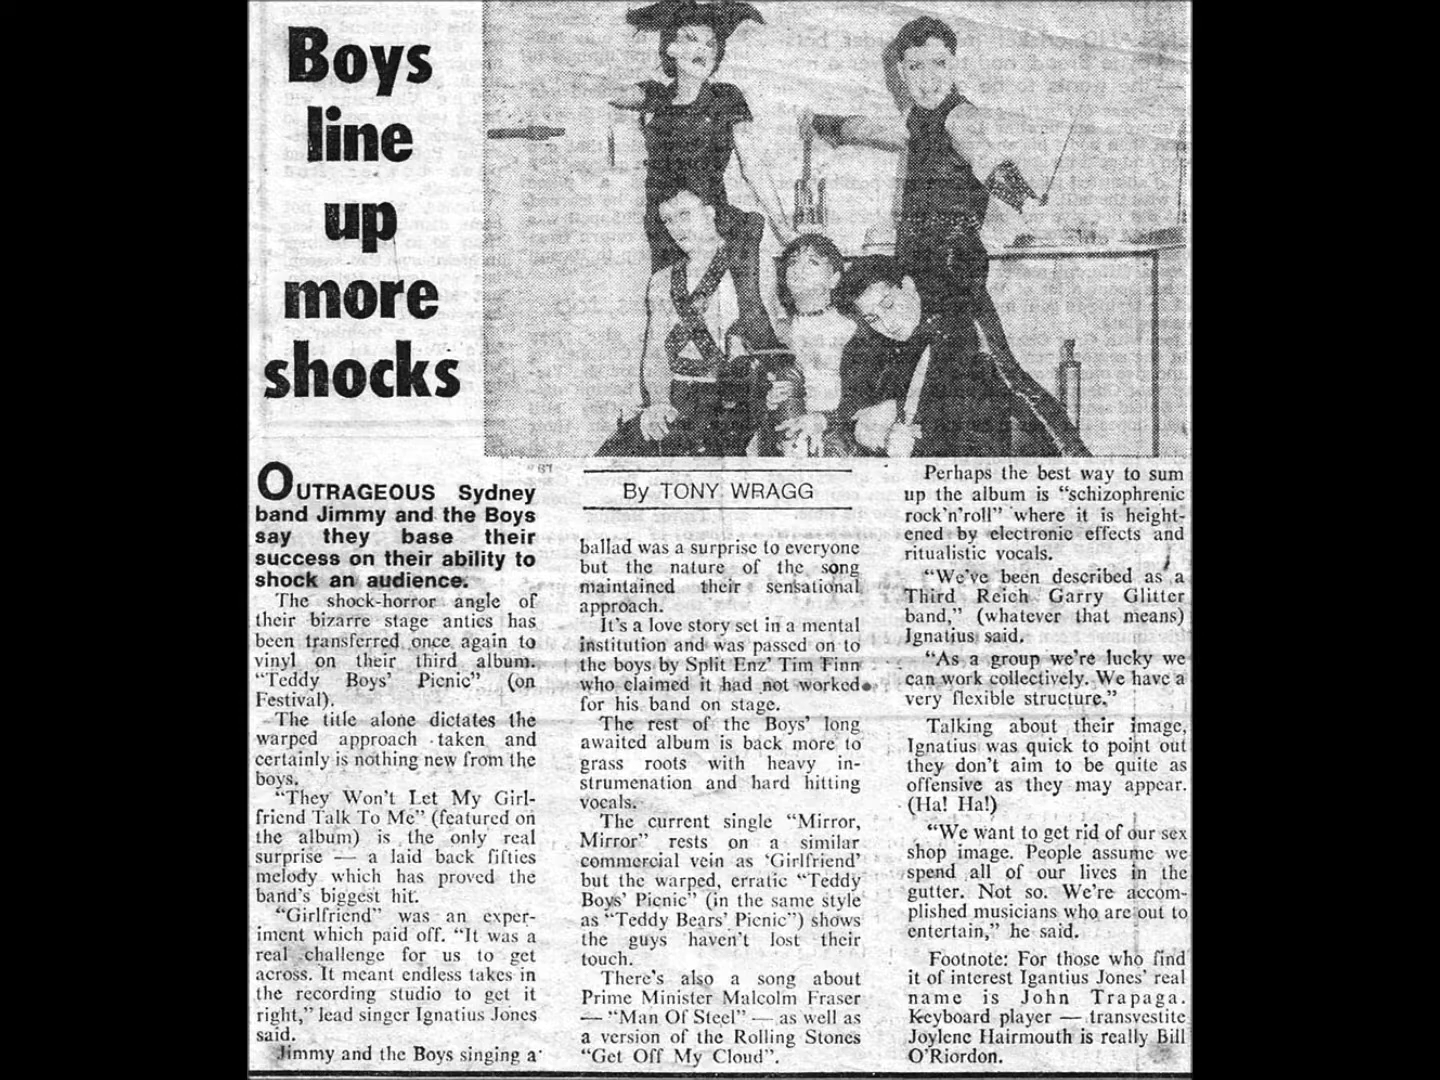 Boys
line
up
more
shocks
OUTRAGEOUS Sydney
band Jimmy and the Boys
say they base their
success on their ability to
shock an audience.
The shock-horror angle of
their bizarre stage antics has
been transferred once again to
vinyl on their third album.
"Teddy Boys' Picnic" (on
Festival).
The title alone dictates the
warped approach taken and
certainly is nothing new from the
boys.
"They Won't Let My Girl-
friend Talk To Me" (featured on
the album) is the only real
surprise — a laid back fifties
melody which has proved the
band's biggest hit.
"Girlfriend" was an exper-
iment which paid off. "It was a
real challenge for us to get
across. It meant endless takes in
the recording studio to get it
right," lead singer Ignatius Jones
said.
Jimmy and the Boys singing a
By TONY WRAGG
ballad was a surprise to everyone
but the nature of the song
maintained their sensational
approach.
It's a love story set in a mental
institution and was passed on to
the boys by Split Enz' Tim Finn
who claimed it had not worked
for his band on stage.
The rest of the Boys' long
awaited album is back more to
grass roots with heavy in-
strumenation and hard hitting
vocals.
The current single "Mirror,
Mirror" rests on a similar
commercial vein as 'Girlfriend'
but the warped, erratic "Teddy
Boys' Picnic" (in the same style
as "Teddy Bears' Picnic") shows
the guys haven't lost their
touch.
There's also a song about
Prime Minister Malcolm Fraser
— "Man Of Steel" — as well as
a version of the Rolling Stones
"Get Off My Cloud".
Perhaps the best way to sum
up the album is "schizophrenic
rock'n'roll" where it is height-
ened by electronic effects and
ritualistic vocals.
"We've been described as a
Third Reich Garry Glitter
band," (whatever that means)
Ignatius said.
"As a group we're lucky we
can work collectively. We have a
very flexible structure."
Talking about their image,
Ignatius was quick to point out
they don't aim to be quite as
offensive as they may appear.
(Ha! Ha!)
"We want to get rid of our sex
shop image. People assume we
spend all of our lives in the
gutter. Not so. We're accom-
plished musicians who are out to
entertain," he said.
Footnote: For those who find
it of interest Igantius Jones' real
name is John Trapaga.
Keyboard player — transvestite
Joylene Hairmouth is really Bill
O'Riordon.